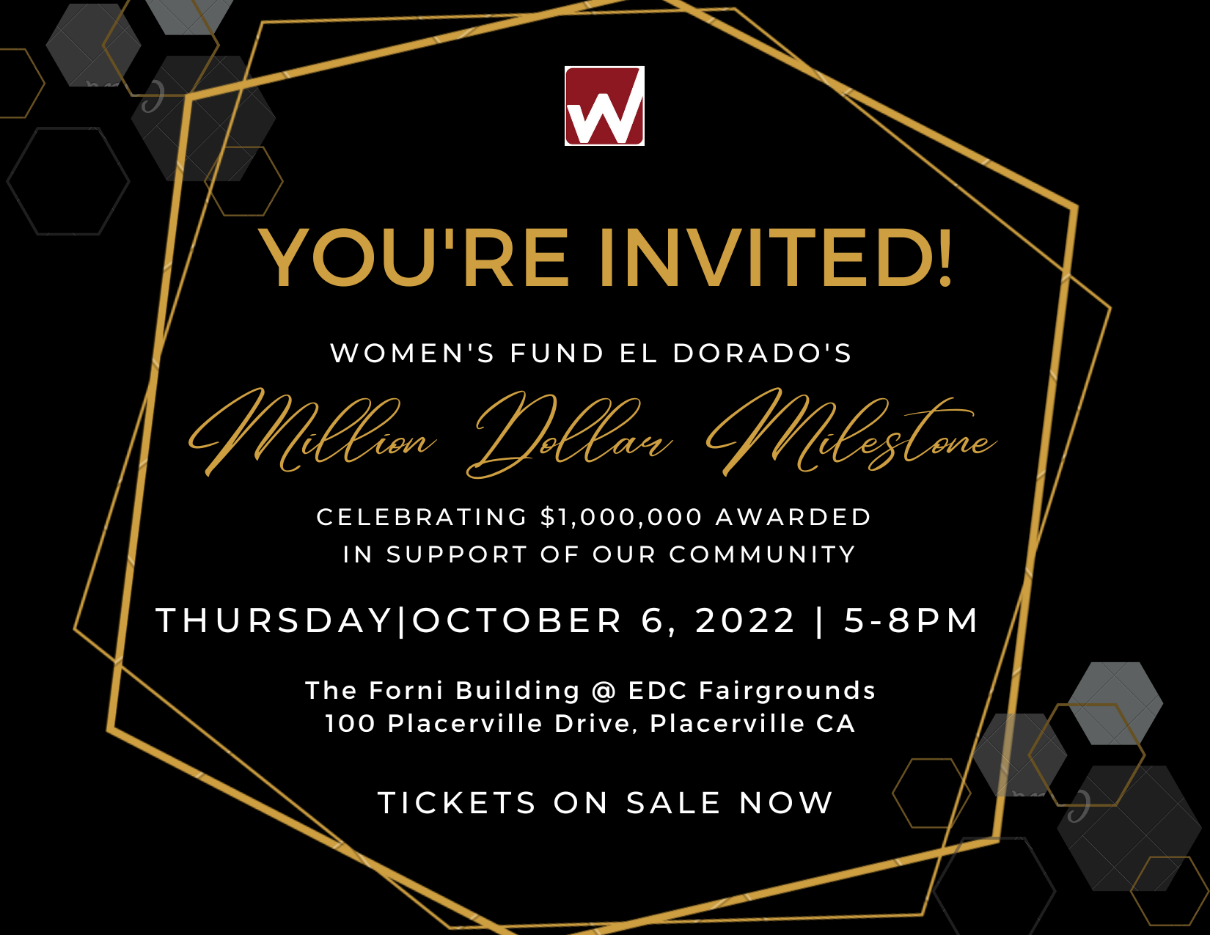 W
YOU'RE INVITED!
WOMEN'S FUND EL DORADO'S
Million Dollar Milestone
CELEBRATING $1,000,000 AWARDED
IN SUPPORT OF OUR COMMUNITY
THURSDAY|OCTOBER 6, 2022 | 5-8PM
The Forni Building @ EDC Fairgrounds
100 Placerville Drive, Placerville CA
TICKETS ON SALE NOW